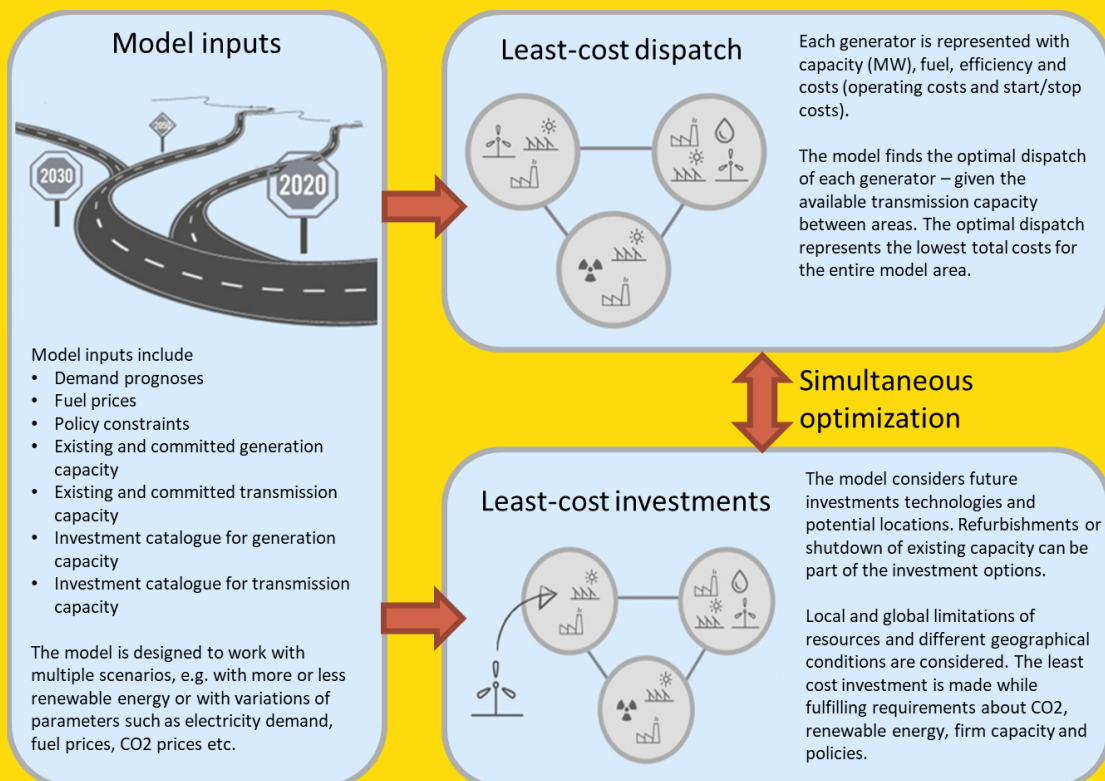 Model inputs
2050
2030
2020
Model inputs include
• Demand prognoses
• Fuel prices
• Policy constraints
• Existing and committed generation
capacity
• Existing and committed transmission
capacity
• Investment catalogue for generation
capacity
• Investment catalogue for transmission
capacity
The model is designed to work with
multiple scenarios, e.g. with more or less
renewable energy or with variations of
parameters such as electricity demand,
fuel prices, CO2 prices etc.
Least-cost dispatch
Each generator is represented with
capacity (MW), fuel, efficiency and
costs (operating costs and start/stop
costs).
The model finds the optimal dispatch
of each generator – given the
available transmission capacity
between areas. The optimal dispatch
represents the lowest total costs for
the entire model area.
Simultaneous
optimization
Least-cost investments
The model considers future
investments technologies and
potential locations. Refurbishments or
shutdown of existing capacity can be
part of the investment options.
Local and global limitations of
resources and different geographical
conditions are considered. The least
cost investment is made while
fulfilling requirements about CO2,
renewable energy, firm capacity and
policies.